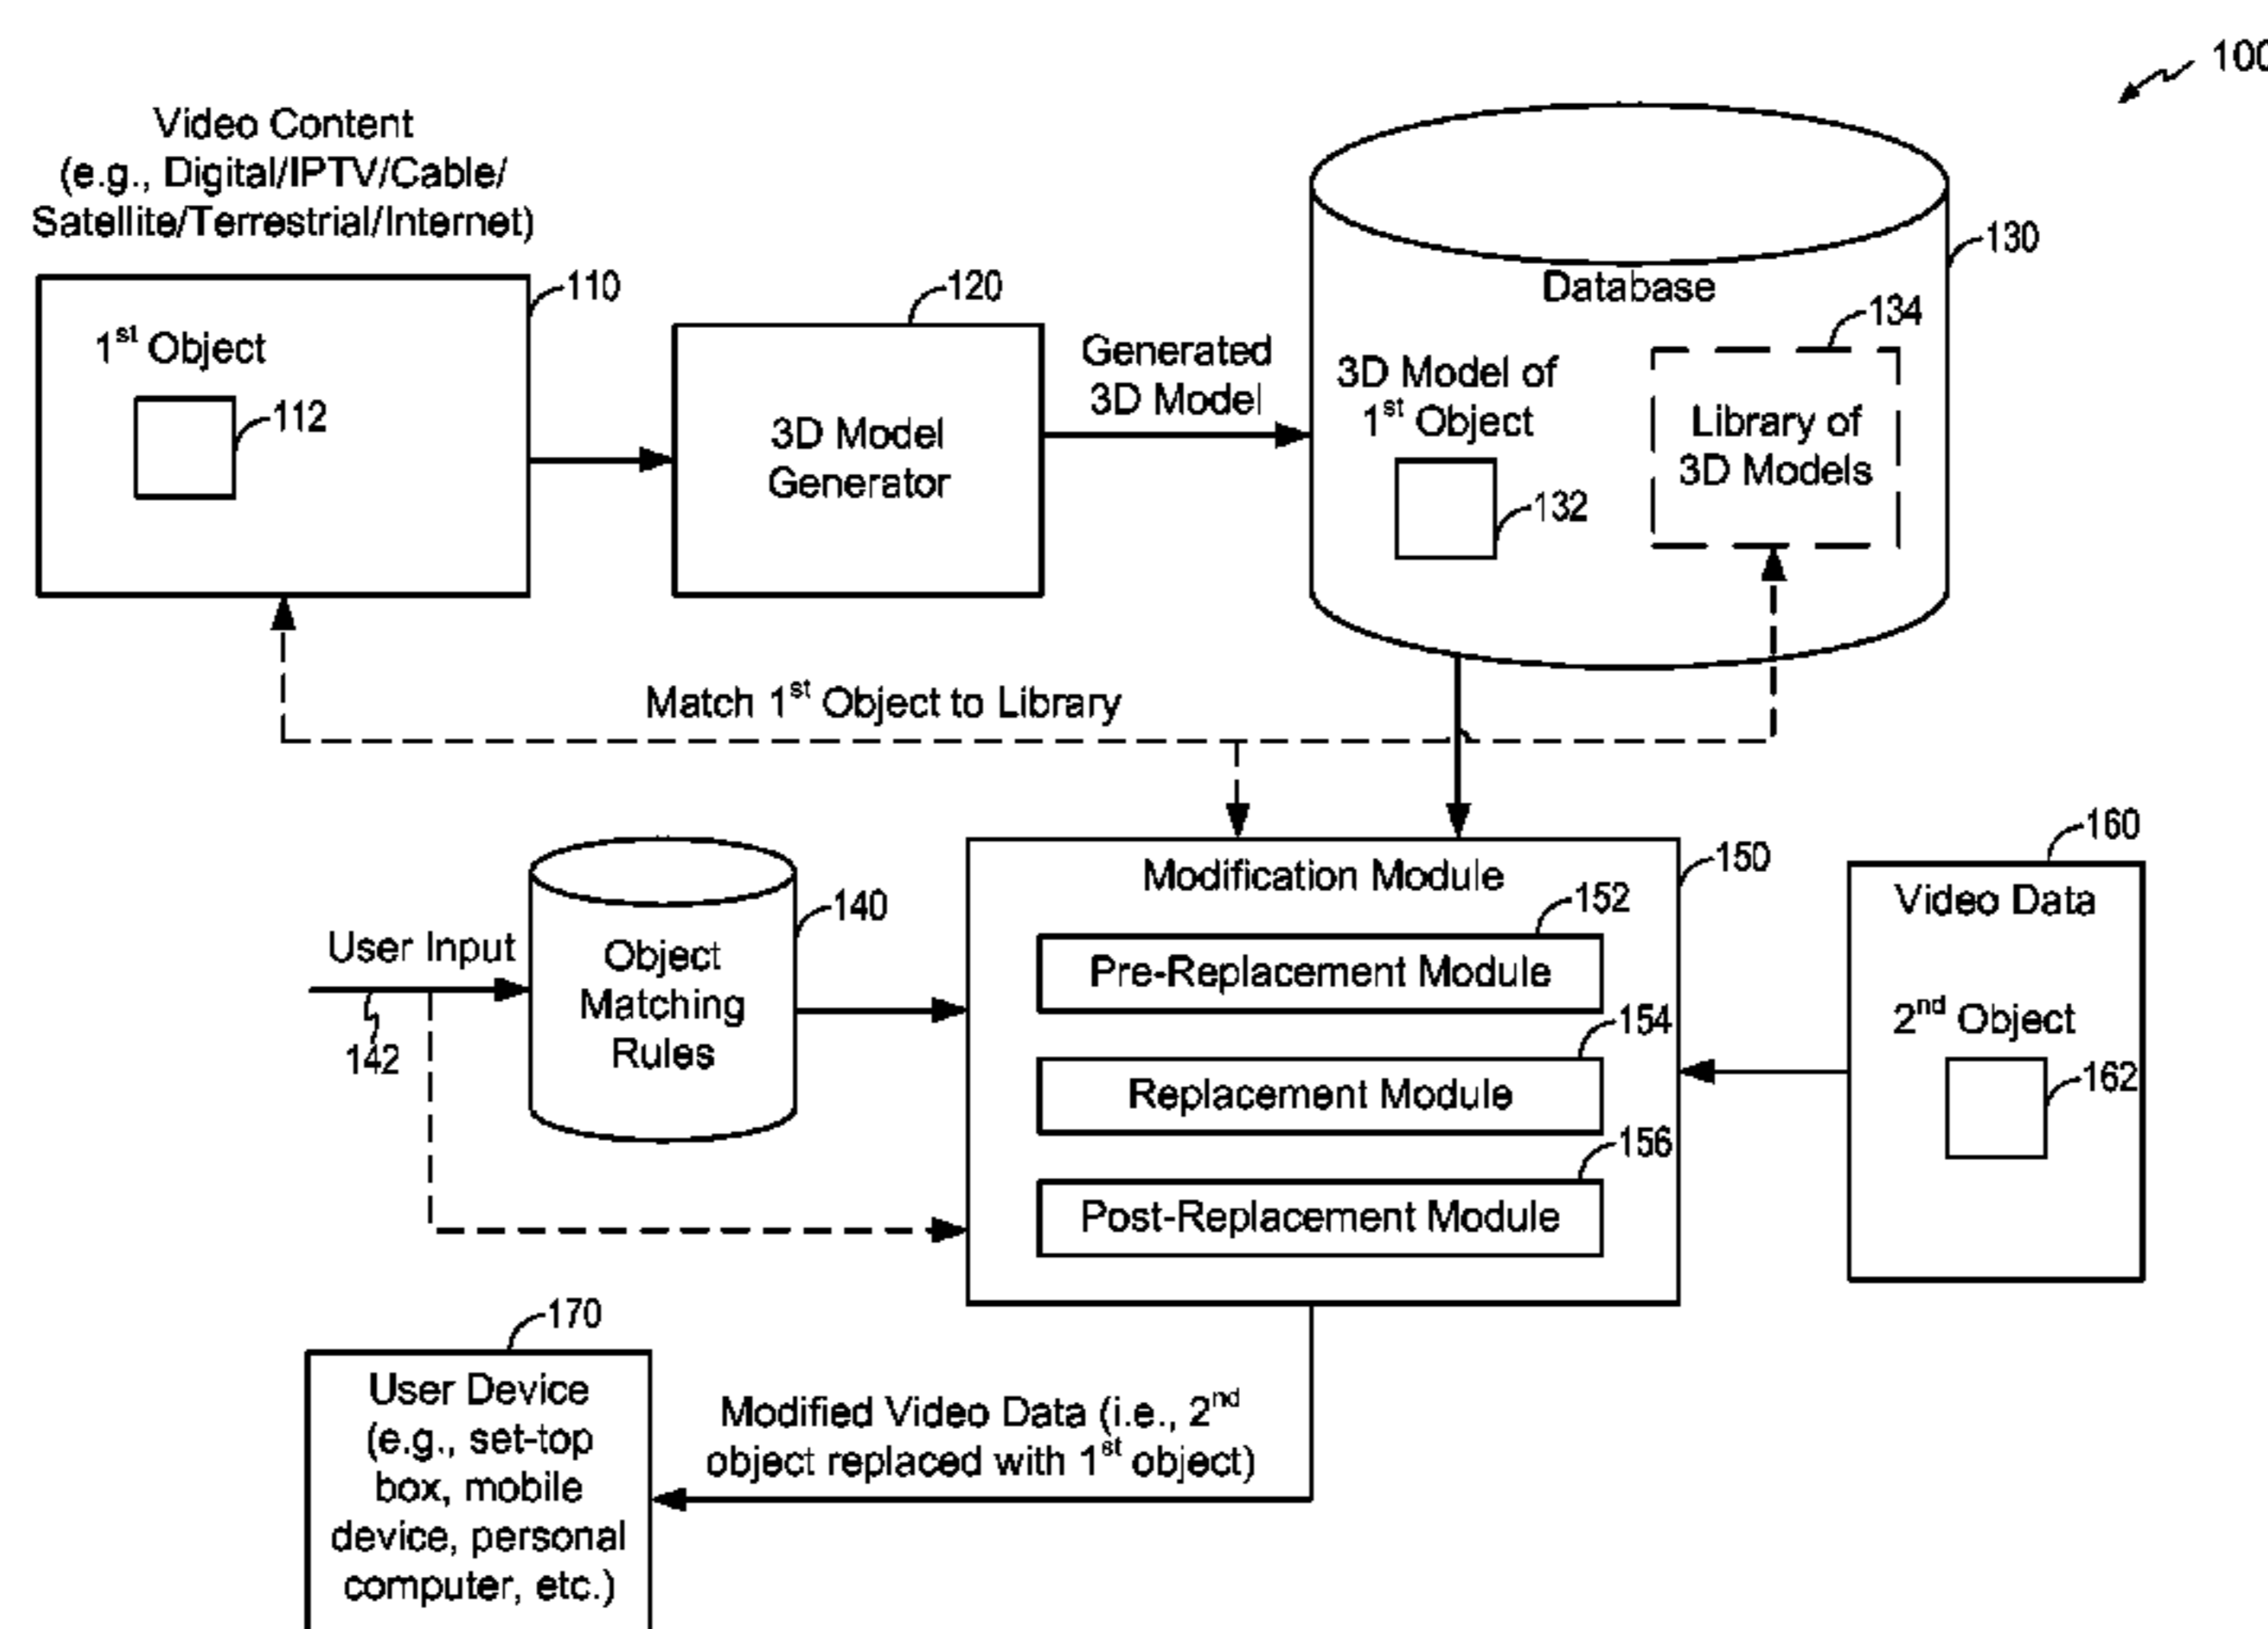 100
Video Content
(e.g., Digital/IPTV/Cable/
Satellite/Terrestrial/Internet)
110
1st Object
112
120
3D Model
Generator
Generated
3D Model
130
Database
134
3D Model of
1st Object
132
Library of
3D Models
Match 1st Object to Library
User Input
142
140
Object
Matching
Rules
150
Modification Module
152
Pre-Replacement Module
154
Replacement Module
156
Post-Replacement Module
160
Video Data
2nd Object
162
170
User Device
(e.g., set-top
box, mobile
device, personal
computer, etc.)
Modified Video Data (i.e., 2nd
object replaced with 1st object)